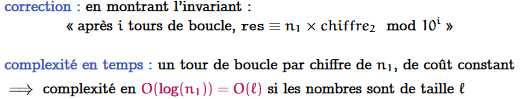 correction : en montrant l'invariant :
« après i tours de boucle, res ≡ n₁ × chiffre₂ mod 10ⁱ »
complexité en temps : un tour de boucle par chiffre de n₁, de coût constant
⟹ complexité en O(log(n₁)) = O(ℓ) si les nombres sont de taille ℓ